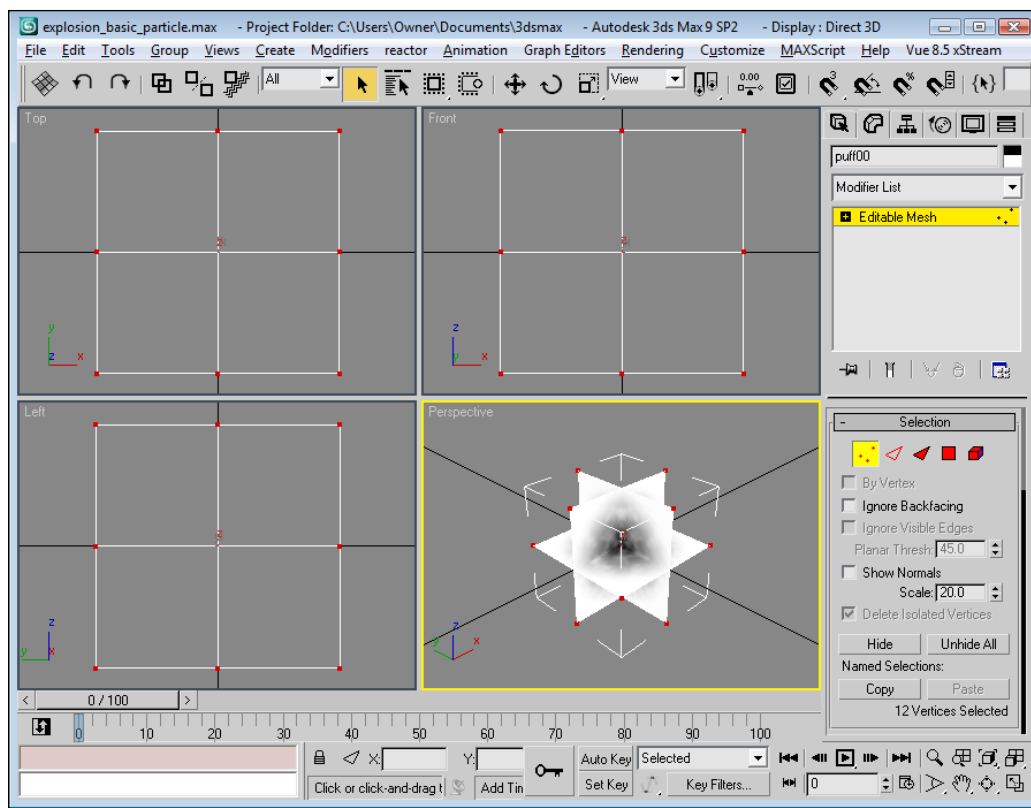 explosion_basic_particle.max - Project Folder: C:\Users\Owner\Documents\3dsmax - Autodesk 3ds Max 9 SP2 - Display : Direct 3D
File Edit Tools Group Views Create Modifiers reactor Animation Graph Editors Rendering Customize MAXScript Help Vue 8.5 xStream
All View 3 0.00 %
Top Front
puff00
Modifier List
Editable Mesh
y z
z x y x
Left Perspective
Selection
By Vertex
Ignore Backfacing
Ignore Visible Edges
Planar Thresh: 45.0
Show Normals
Scale: 20.0
Delete Isolated Vertices
Hide Unhide All
Named Selections:
Copy Paste
12 Vertices Selected
z z
y x y x
0 / 100
0 10 20 30 40 50 60 70 80 90 100
X: Y: Auto Key Selected
Click or click-and-drag t Add Tin Set Key Key Filters... 0